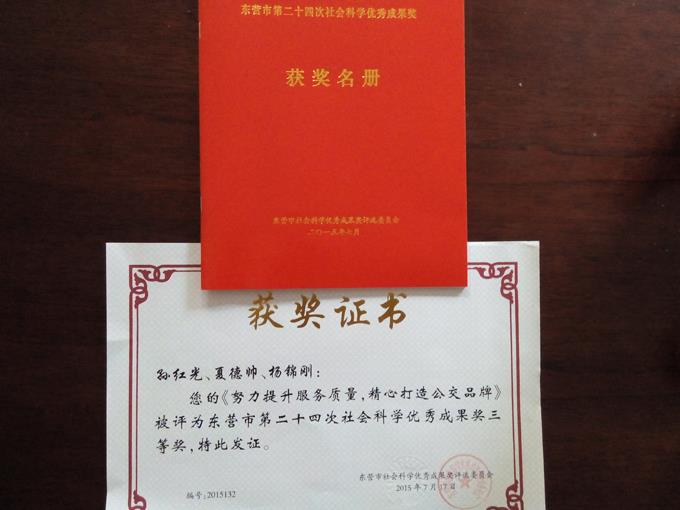 东营市第二十四次社会科学优秀成果奖
获奖名册
东营市社会科学优秀成果奖评选委员会
二〇一五年七月
获奖证书
孙红光、夏德帅、杨锦刚：
您的《努力提升服务质量，精心打造公交品牌》
被评为东营市第二十四次社会科学优秀成果奖三
等奖，特此发证。
东营市社会科学优秀成果奖评选委员会
编号：2015132
2015年7月17日